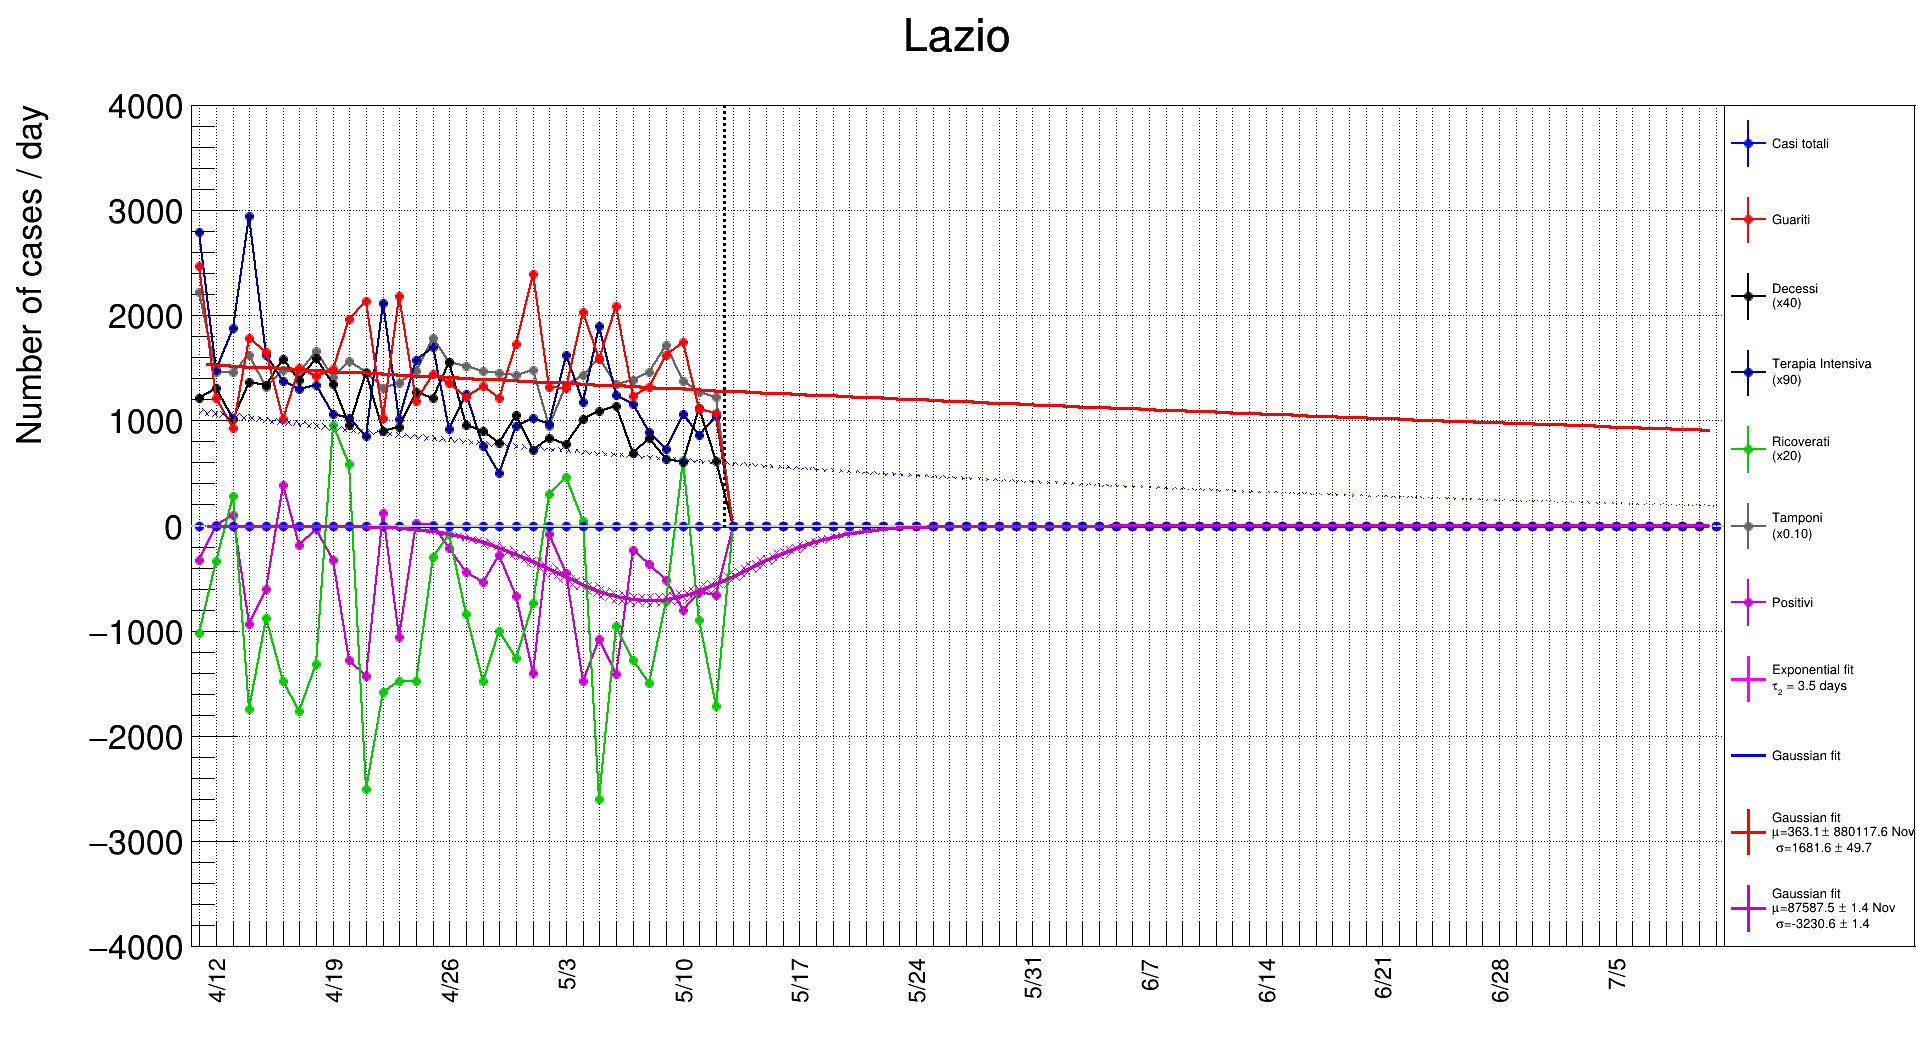 Lazio
Number of cases / day
4000
3000
2000
1000
0
−1000
−2000
−3000
−4000
4/12
4/19
4/26
5/3
5/10
5/17
5/24
5/31
6/7
6/14
6/21
6/28
7/5
Casi totali
Guariti
Decessi
(x40)
Terapia Intensiva
(x90)
Ricoverati
(x20)
Tamponi
(x0.10)
Positivi
Exponential fit
τ2 = 3.5 days
Gaussian fit
Gaussian fit
μ=363.1 ± 880117.6 Nov
σ=1681.6 ± 49.7
Gaussian fit
μ=87587.5 ± 1.4 Nov
σ=-3230.6 ± 1.4